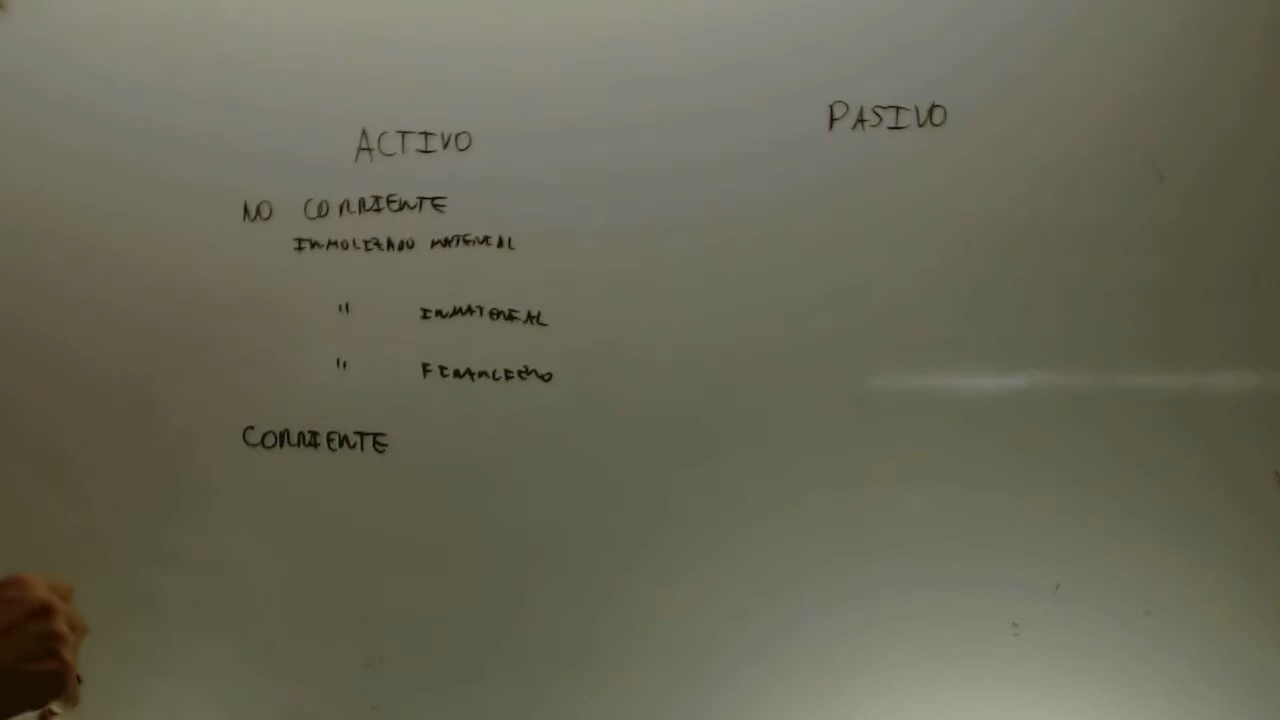 ACTIVO
PASIVO
NO CORRIENTE
INMOLIZADO MATERIAL
" INMATERIAL
" FINANCIERO
CORRIENTE